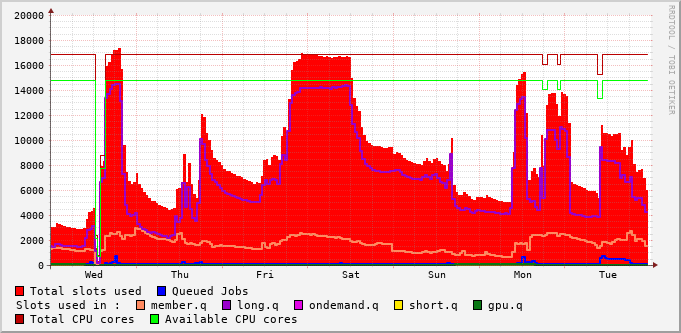 20000
18000
16000
14000
12000
10000
8000
6000
4000
2000
0
Wed Thu Fri Sat Sun Mon Tue
RRDTOOL / TOBI OETIKER
Total slots used Queued Jobs
Slots used in : member.q long.q ondemand.q short.q gpu.q
Total CPU cores Available CPU cores